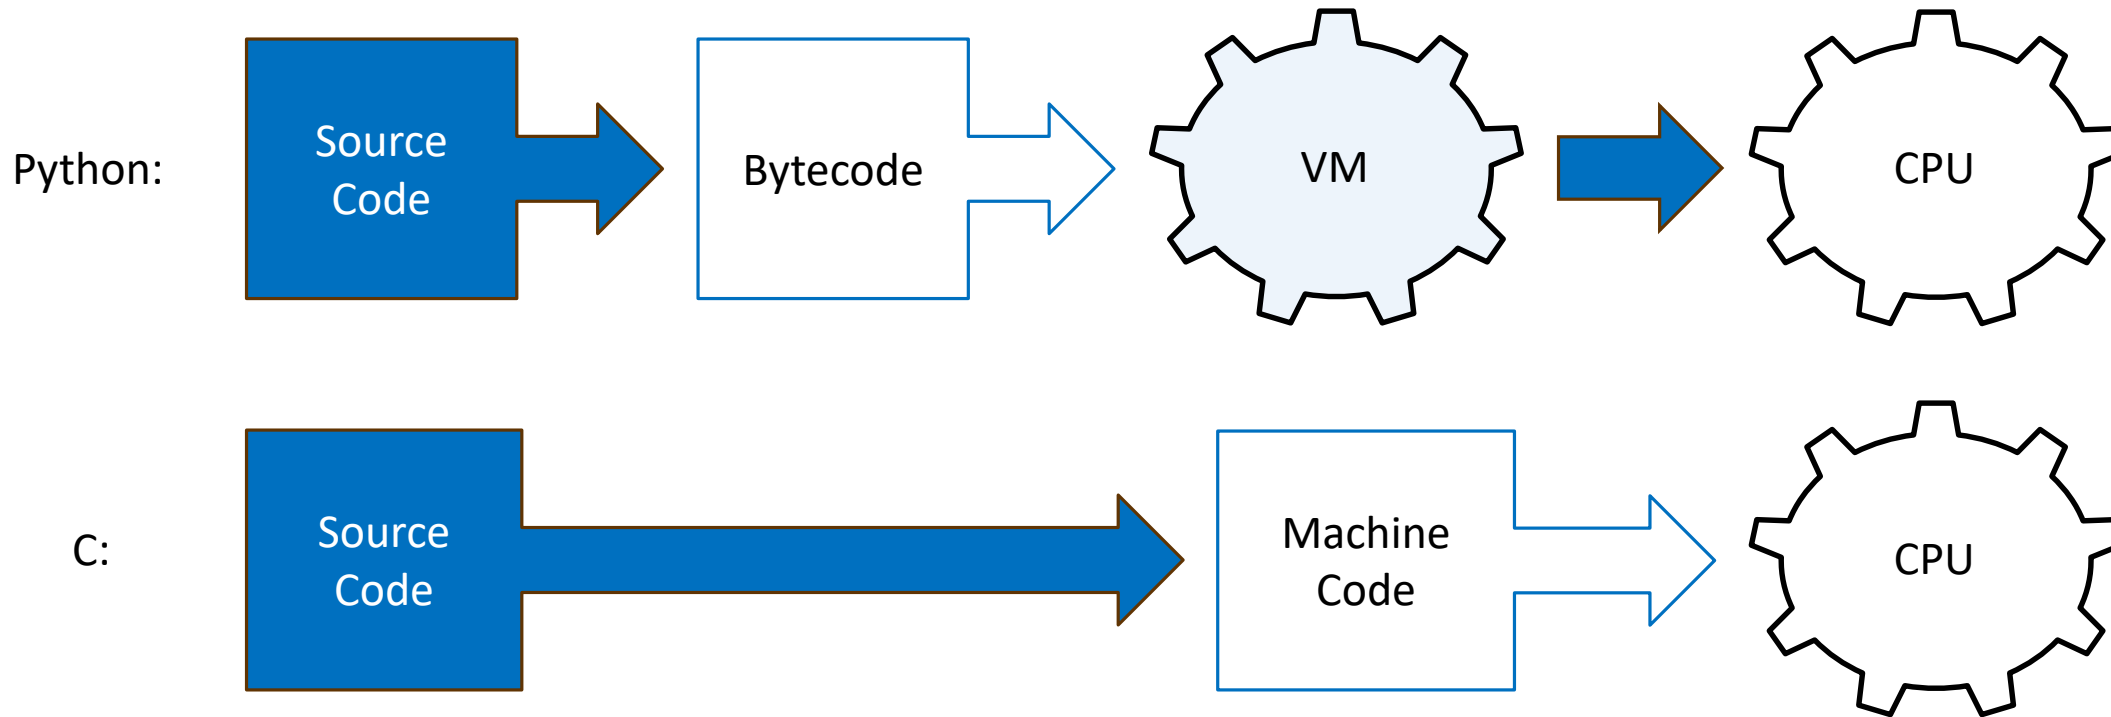 Python:
Source
Code
Bytecode
VM
CPU
C:
Source
Code
Machine
Code
CPU